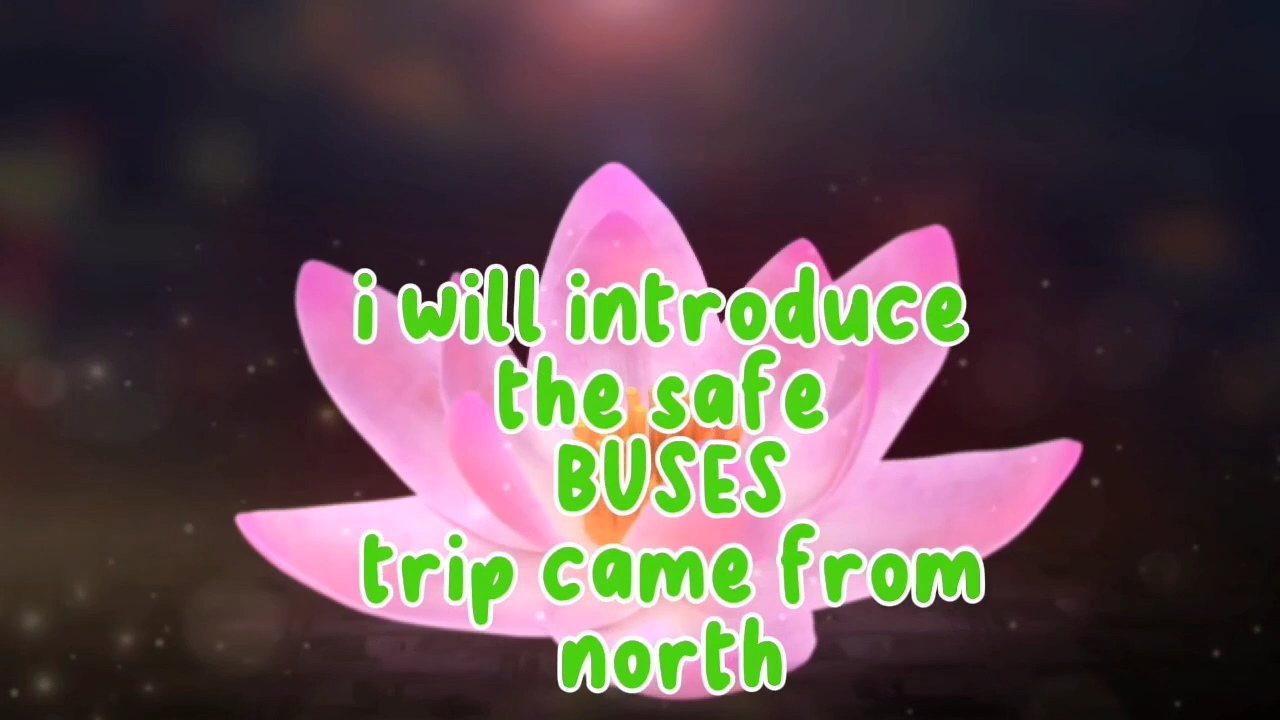 i will introduce
the safe
BUSES
trip came from
north